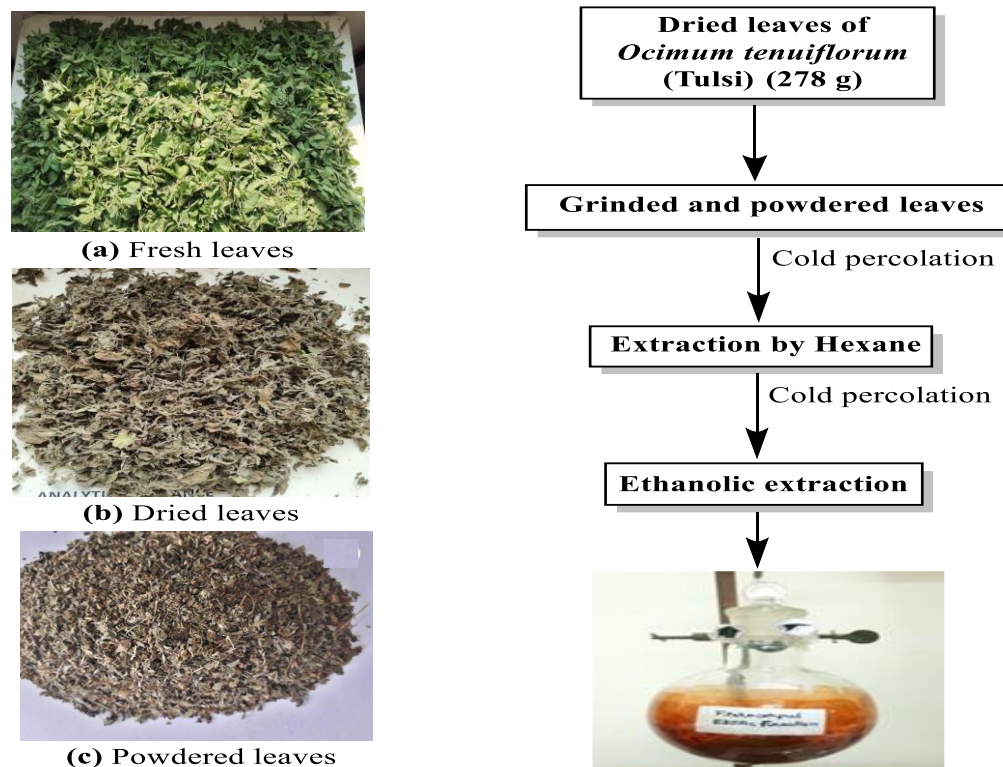 (a) Fresh leaves
(b) Dried leaves
(c) Powdered leaves
Dried leaves of
Ocimum tenuiflorum
(Tulsi) (278 g)
Grinded and powdered leaves
Cold percolation
Extraction by Hexane
Cold percolation
Ethanolic extraction